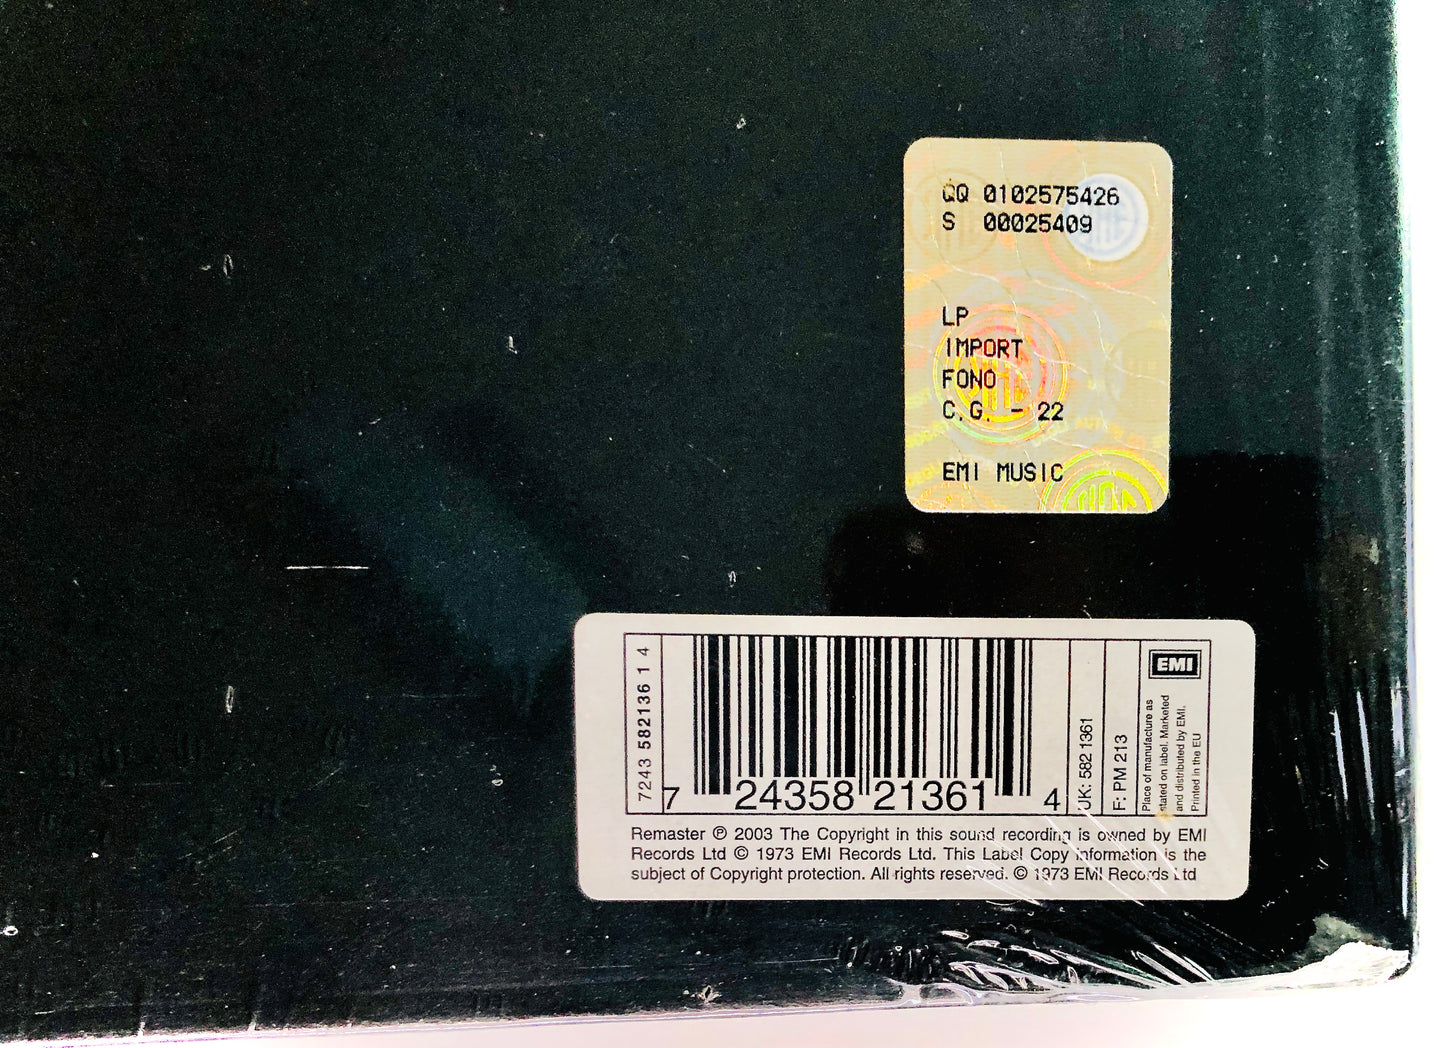 QQ 0102575426
S 00025409
LP
IMPORT
FONO
C.G. - 22
EMI MUSIC
7243 582136 1 4
7 24358 21361 4
UK: 582 1361
F: PM 213
EMI
Place of manufacture as
stated on label. Marketed
and distributed by EMI.
Printed in the EU
Remaster ℗ 2003 The Copyright in this sound recording is owned by EMI
Records Ltd © 1973 EMI Records Ltd. This Label Copy information is the
subject of Copyright protection. All rights reserved. © 1973 EMI Records Ltd